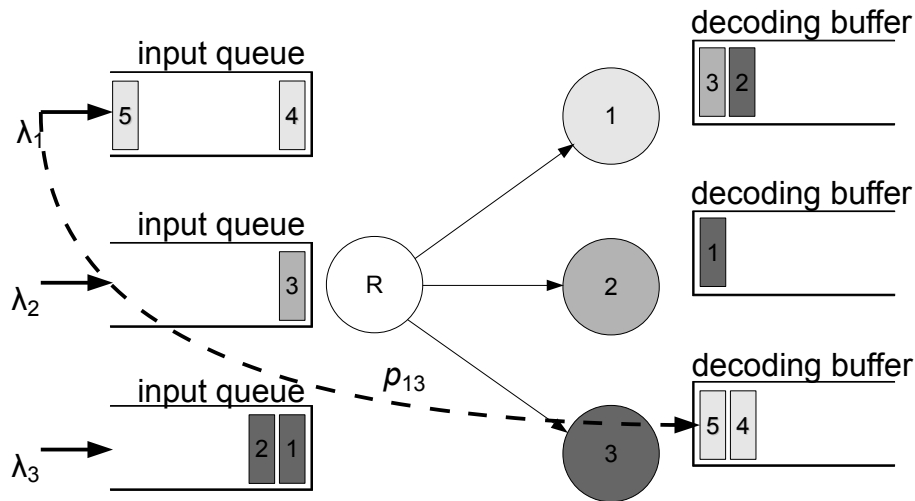 input queue
decoding buffer
λ1
5
4
1
3
2
input queue
decoding buffer
λ2
3
R
2
1
input queue
p13
decoding buffer
λ3
2
1
3
5
4